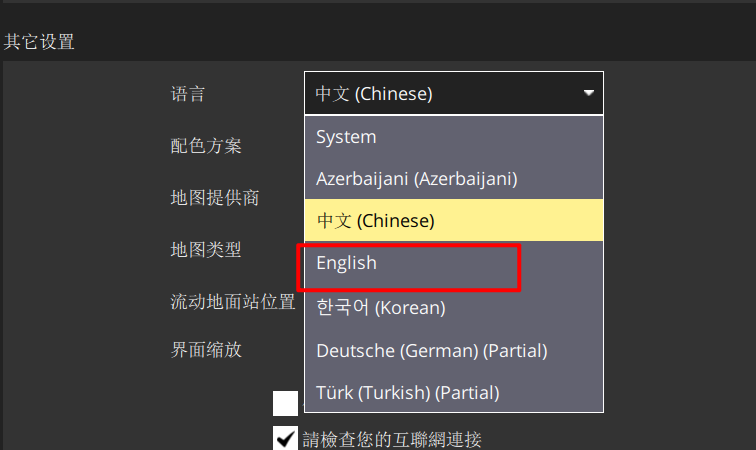 其它设置
语言
中文 (Chinese)
System
配色方案
Azerbaijani (Azerbaijani)
地图提供商
中文 (Chinese)
地图类型
English
流动地面站位置
한국어 (Korean)
界面缩放
Deutsche (German) (Partial)
Türk (Turkish) (Partial)
請檢查您的互聯網連接